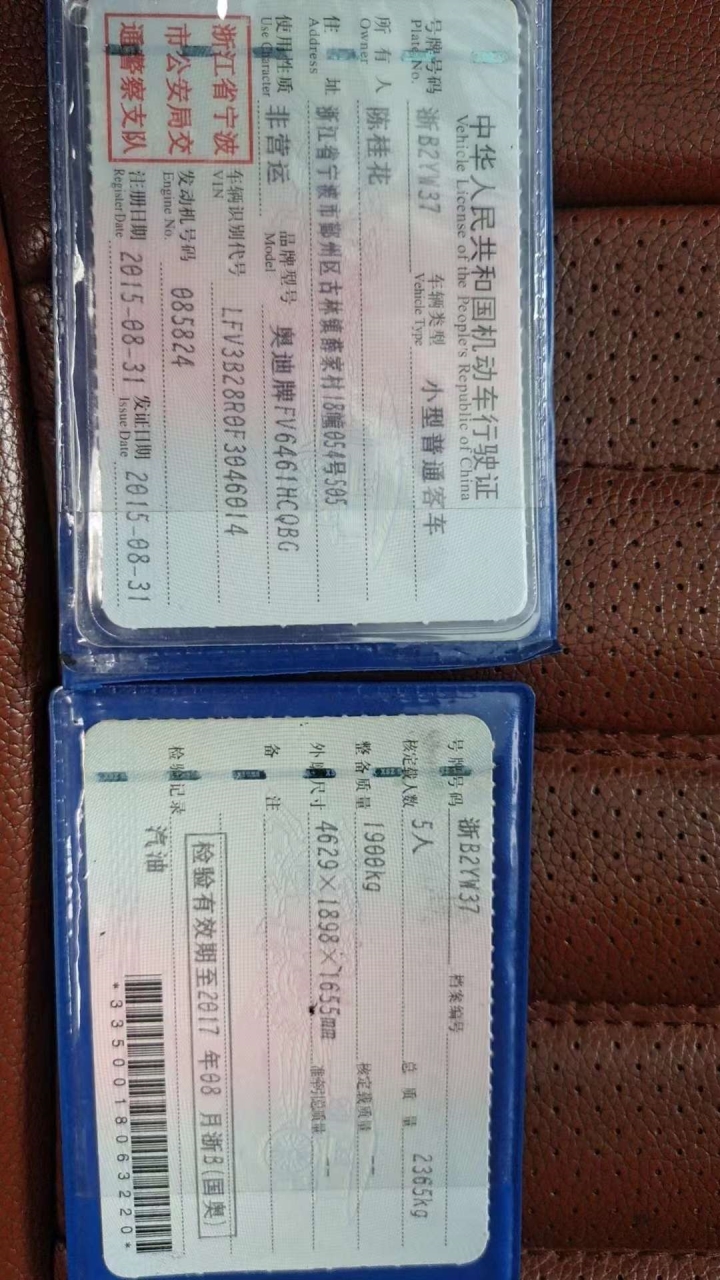 中华人民共和国机动车行驶证
Vehicle License of the People's Republic of China
号牌号码 浙B2YW37 车辆类型 小型普通客车
Plate No. Vehicle Type
所有人 陈桂花
Owner
住址 浙江省宁波市鄞州区古林镇薛家村18幢054号505
Address
使用性质 非营运 品牌型号 奥迪牌FV6461HCQBG
Use Character Model
浙江省宁波市公安局交通警察支队
车辆识别代号 LFV3B28R0F3046014
VIN
发动机号码 085824
Engine No.
注册日期 2015-08-31 发证日期 2015-08-31
Register Date Issue Date
号牌号码 浙B2YW37 档案编号
核定载人数 5人 总质量 2365kg
整备质量 1900kg 核定载质量 --
外廓尺寸 4629×1898×1655mm 准牵引总质量 --
备注
检验有效期至2017年08月浙B(国奥)
检验记录
汽油
*3350018063220*